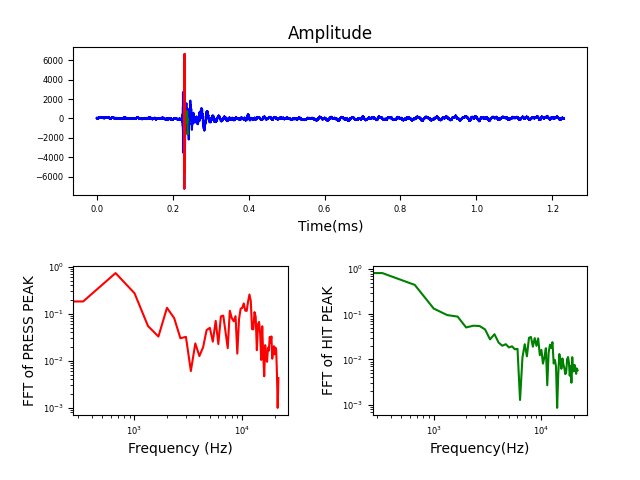 Amplitude
6000
4000
2000
0
−2000
−4000
−6000
0.0 0.2 0.4 0.6 0.8 1.0 1.2
Time(ms)
FFT of PRESS PEAK
10⁰
10⁻¹
10⁻²
10⁻³
10³ 10⁴
Frequency (Hz)
FFT of HIT PEAK
10⁰
10⁻¹
10⁻²
10⁻³
10³ 10⁴
Frequency(Hz)